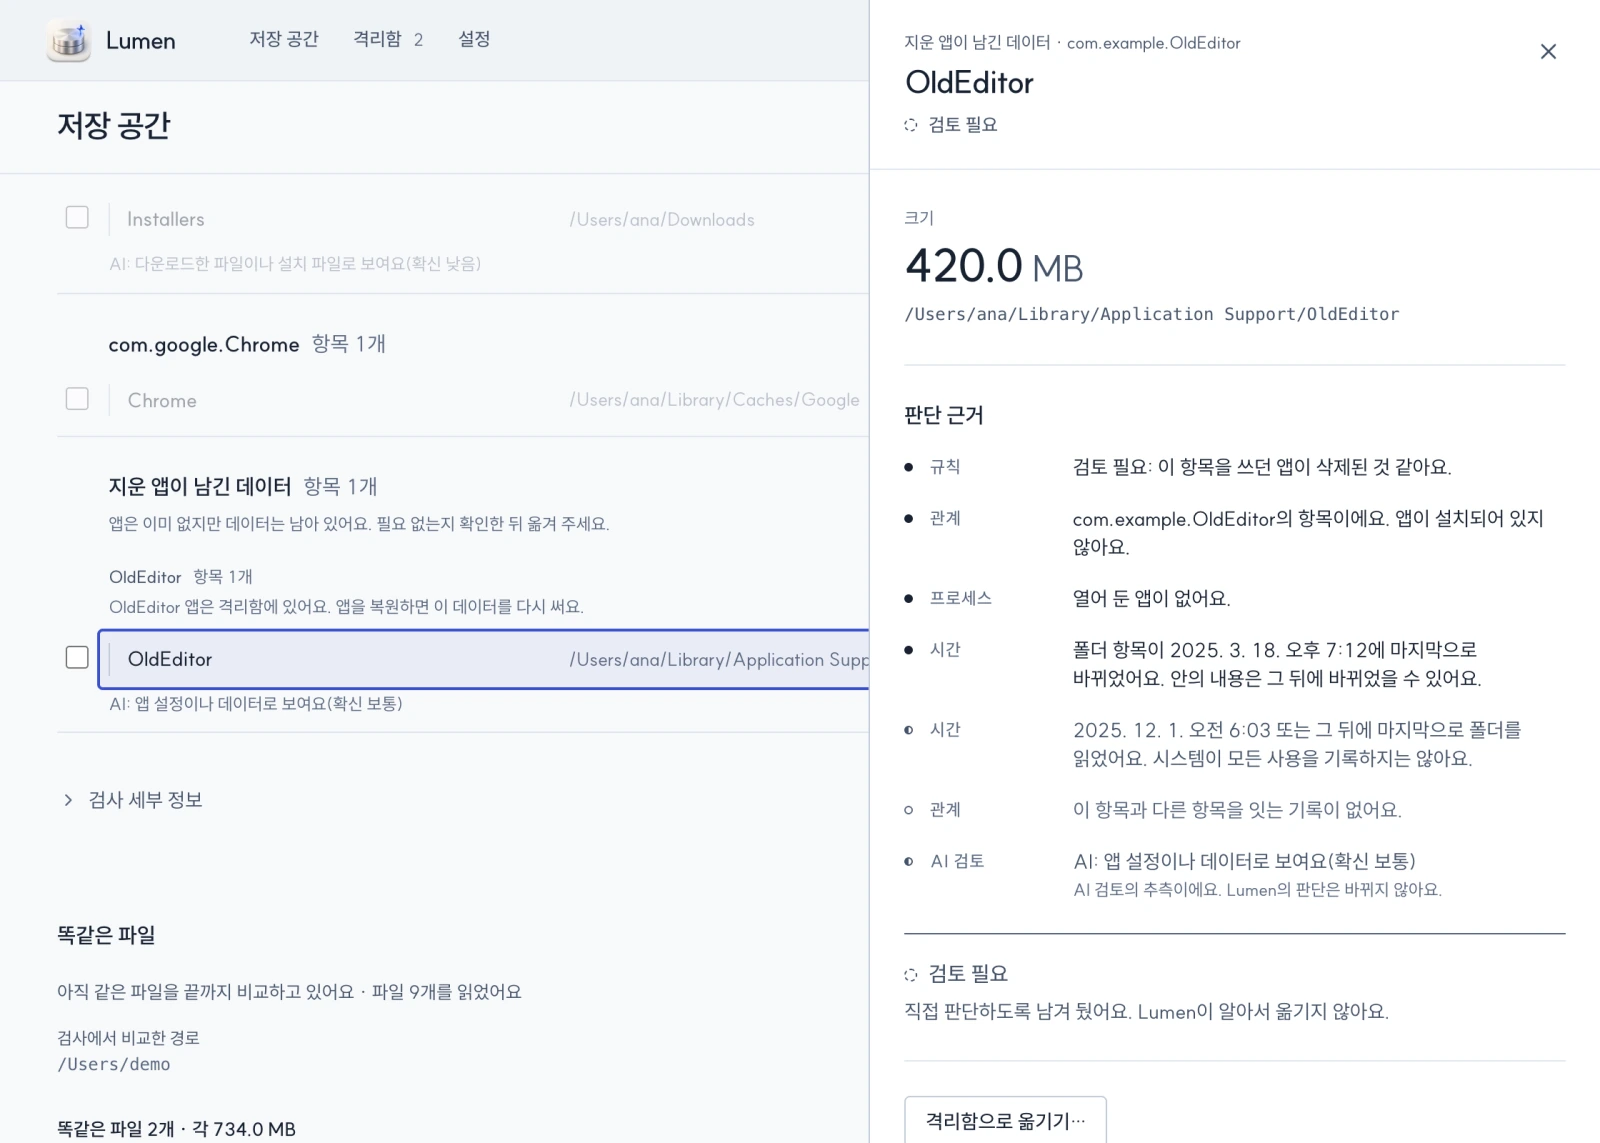 Lumen
저장 공간
격리함 2
설정
저장 공간
Installers
/Users/ana/Downloads
AI: 다운로드한 파일이나 설치 파일로 보여요(확신 낮음)
com.google.Chrome 항목 1개
Chrome
/Users/ana/Library/Caches/Google
지운 앱이 남긴 데이터 항목 1개
앱은 이미 없지만 데이터는 남아 있어요. 필요 없는지 확인한 뒤 옮겨 주세요.
OldEditor 항목 1개
OldEditor 앱은 격리함에 있어요. 앱을 복원하면 이 데이터를 다시 써요.
OldEditor
/Users/ana/Library/Application Supp
AI: 앱 설정이나 데이터로 보여요(확신 보통)
검사 세부 정보
똑같은 파일
아직 같은 파일을 끝까지 비교하고 있어요 · 파일 9개를 읽었어요
검사에서 비교한 경로
/Users/demo
똑같은 파일 2개 · 각 734.0 MB
지운 앱이 남긴 데이터 · com.example.OldEditor
OldEditor
검토 필요
크기
420.0 MB
/Users/ana/Library/Application Support/OldEditor
판단 근거
규칙
검토 필요: 이 항목을 쓰던 앱이 삭제된 것 같아요.
관계
com.example.OldEditor의 항목이에요. 앱이 설치되어 있지
않아요.
프로세스
열어 둔 앱이 없어요.
시간
폴더 항목이 2025. 3. 18. 오후 7:12에 마지막으로
바뀌었어요. 안의 내용은 그 뒤에 바뀌었을 수 있어요.
시간
2025. 12. 1. 오전 6:03 또는 그 뒤에 마지막으로 폴더를
읽었어요. 시스템이 모든 사용을 기록하지는 않아요.
관계
이 항목과 다른 항목을 잇는 기록이 없어요.
AI 검토
AI: 앱 설정이나 데이터로 보여요(확신 보통)
AI 검토의 추측이에요. Lumen의 판단은 바뀌지 않아요.
검토 필요
직접 판단하도록 남겨 뒀어요. Lumen이 알아서 옮기지 않아요.
격리함으로 옮기기…